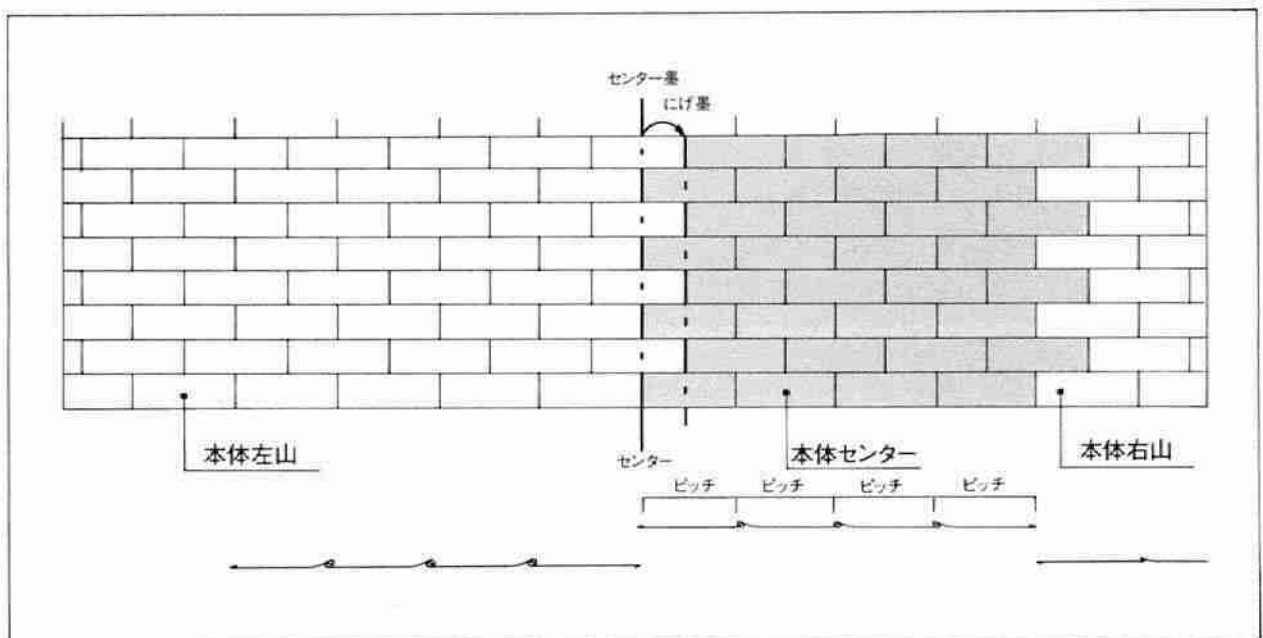 センター墨
にげ墨
本体左山
センター
本体センター
本体右山
ピッチ
ピッチ
ピッチ
ピッチ